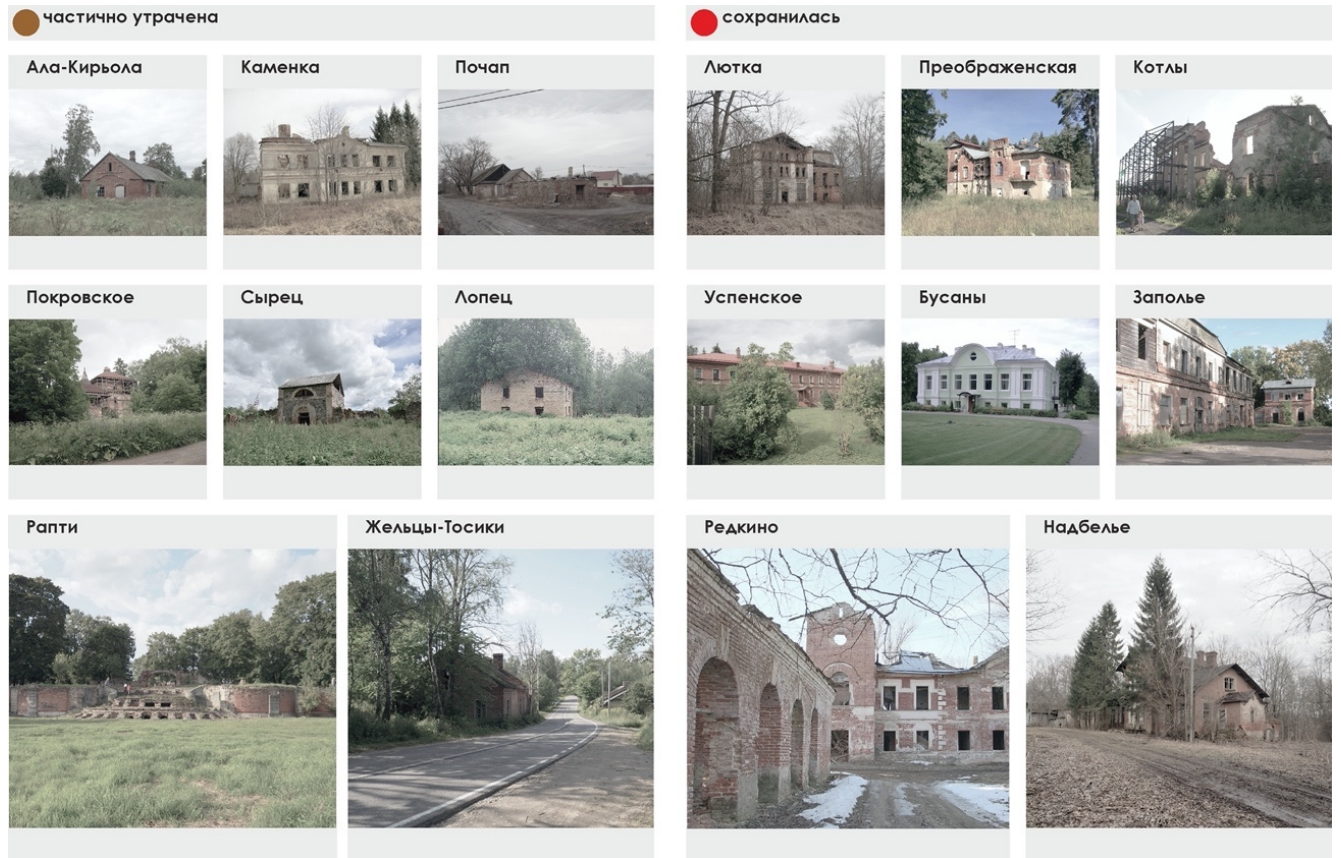 частично утрачена
сохранилась
Ала-Кирьола
Каменка
Почап
Лютка
Преображенская
Котлы
Покровское
Сырец
Лопец
Успенское
Бусаны
Заполье
Рапти
Жельцы-Тосики
Редкино
Надбелье